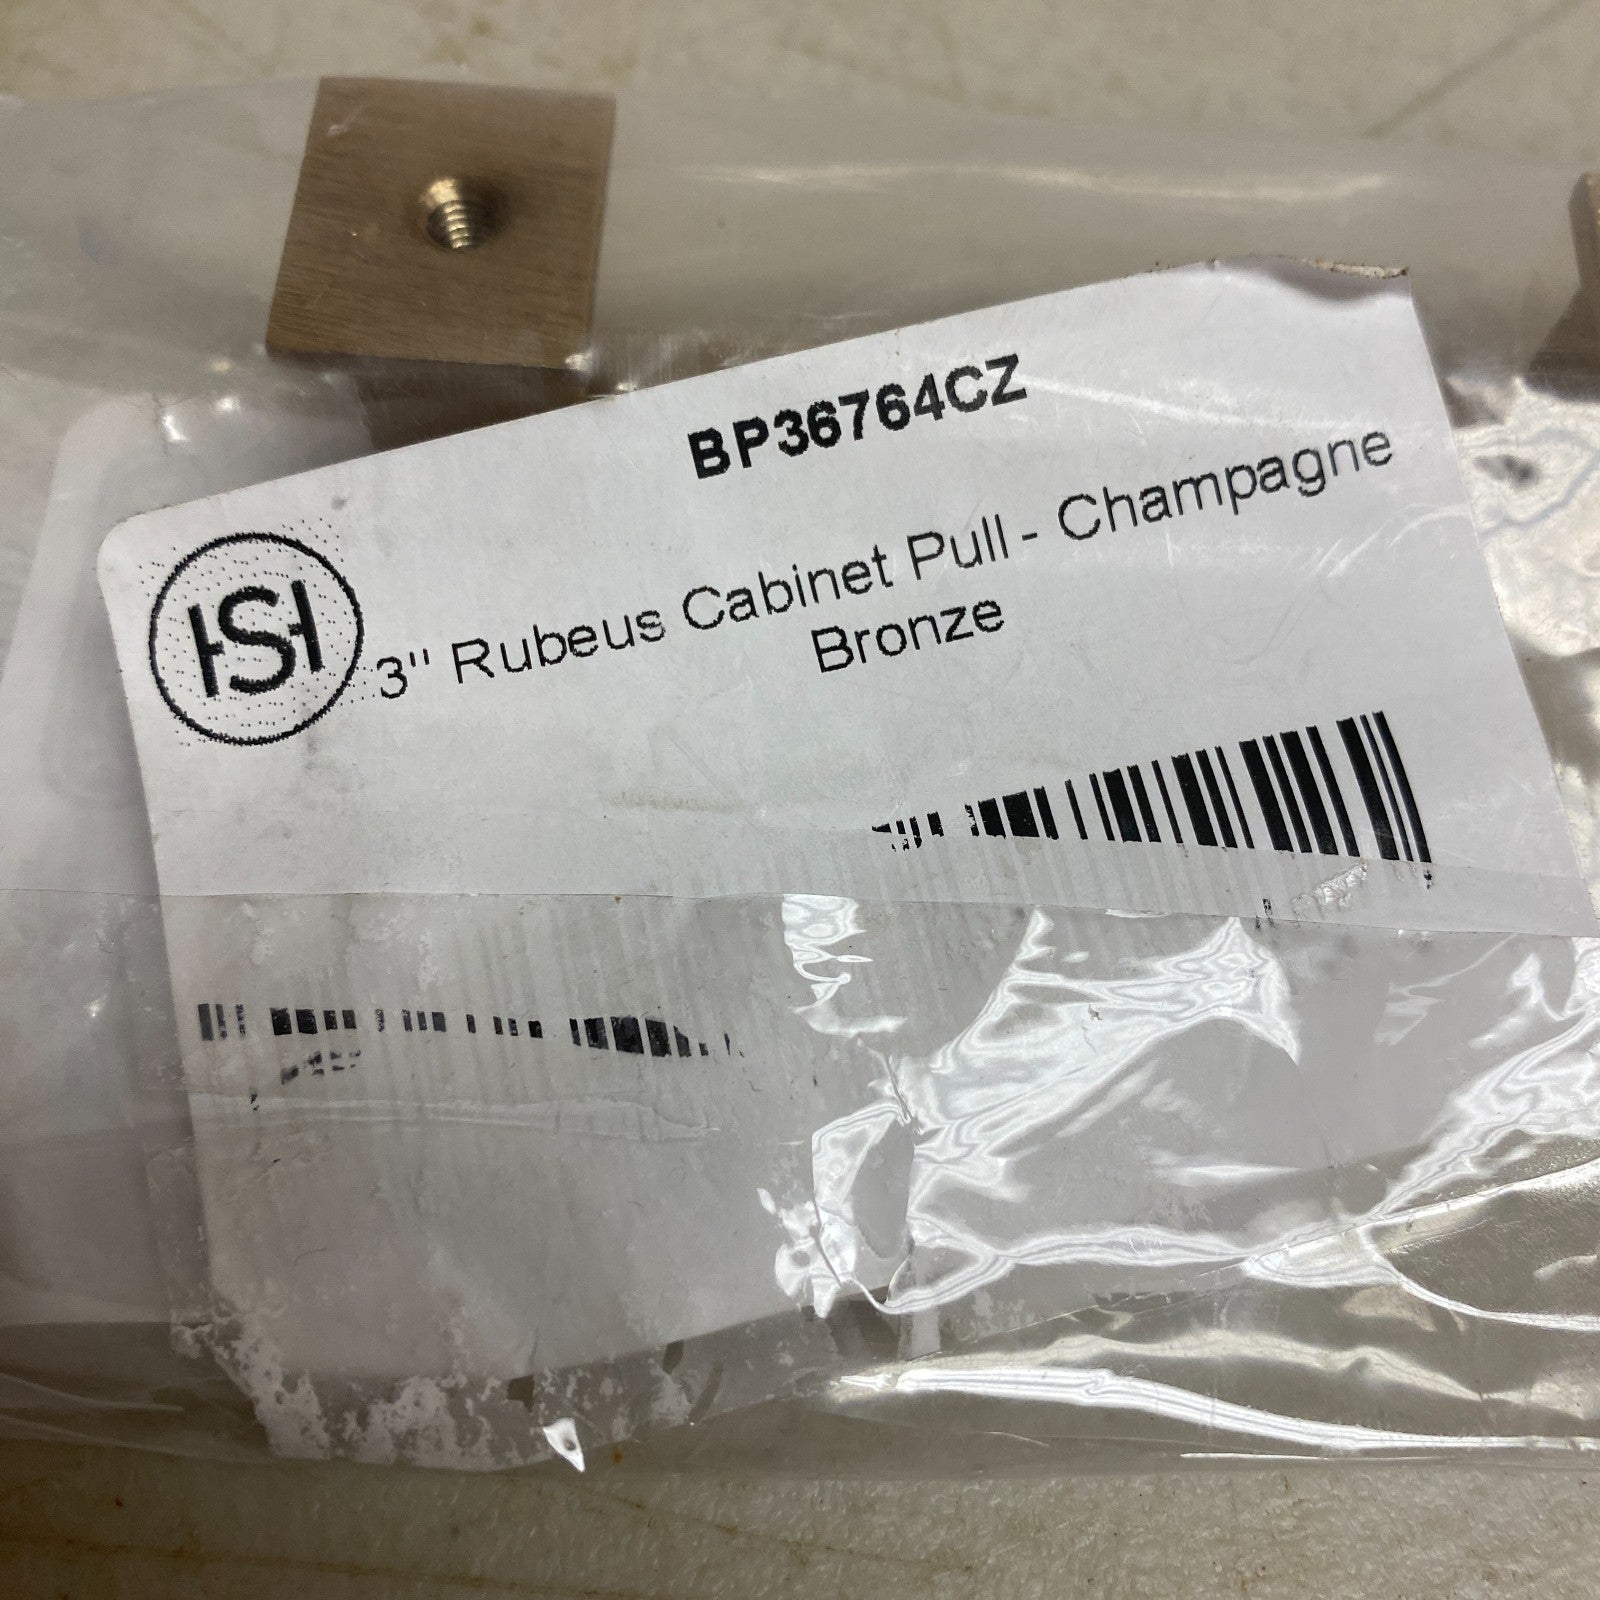 BP36764CZ
HSH
3" Rubeus Cabinet Pull - Champagne
Bronze